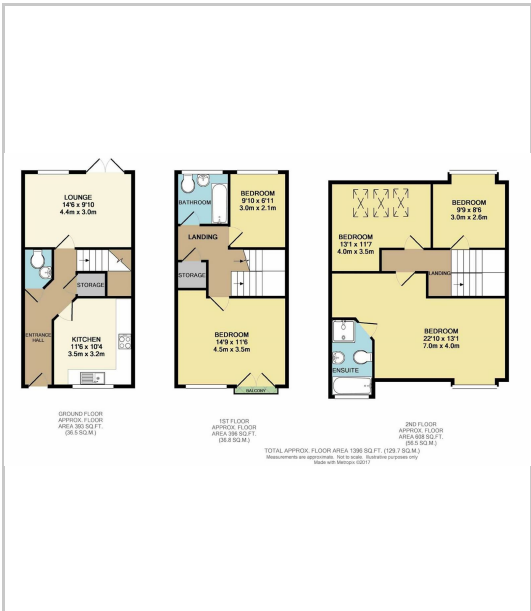 LOUNGE
14'6 x 9'10
4.4m x 3.0m
STORAGE
ENTRANCE
HALL
KITCHEN
11'6 x 10'4
3.5m x 3.2m
GROUND FLOOR
APPROX. FLOOR
AREA 393 SQ.FT.
(36.5 SQ.M.)
BATHROOM
BEDROOM
9'10 x 6'11
3.0m x 2.1m
LANDING
STORAGE
BEDROOM
14'9 x 11'6
4.5m x 3.5m
BALCONY
1ST FLOOR
APPROX. FLOOR
AREA 396 SQ.FT.
(36.8 SQ.M.)
BEDROOM
13'1 x 11'7
4.0m x 3.5m
BEDROOM
9'9 x 8'6
3.0m x 2.6m
LANDING
BEDROOM
22'10 x 13'1
7.0m x 4.0m
ENSUITE
2ND FLOOR
APPROX. FLOOR
AREA 608 SQ.FT.
(56.5 SQ.M.)
TOTAL APPROX. FLOOR AREA 1396 SQ.FT. (129.7 SQ.M.)
Measurements are approximate. Not to scale. Illustrative purposes only
Made with Metropix ©2017